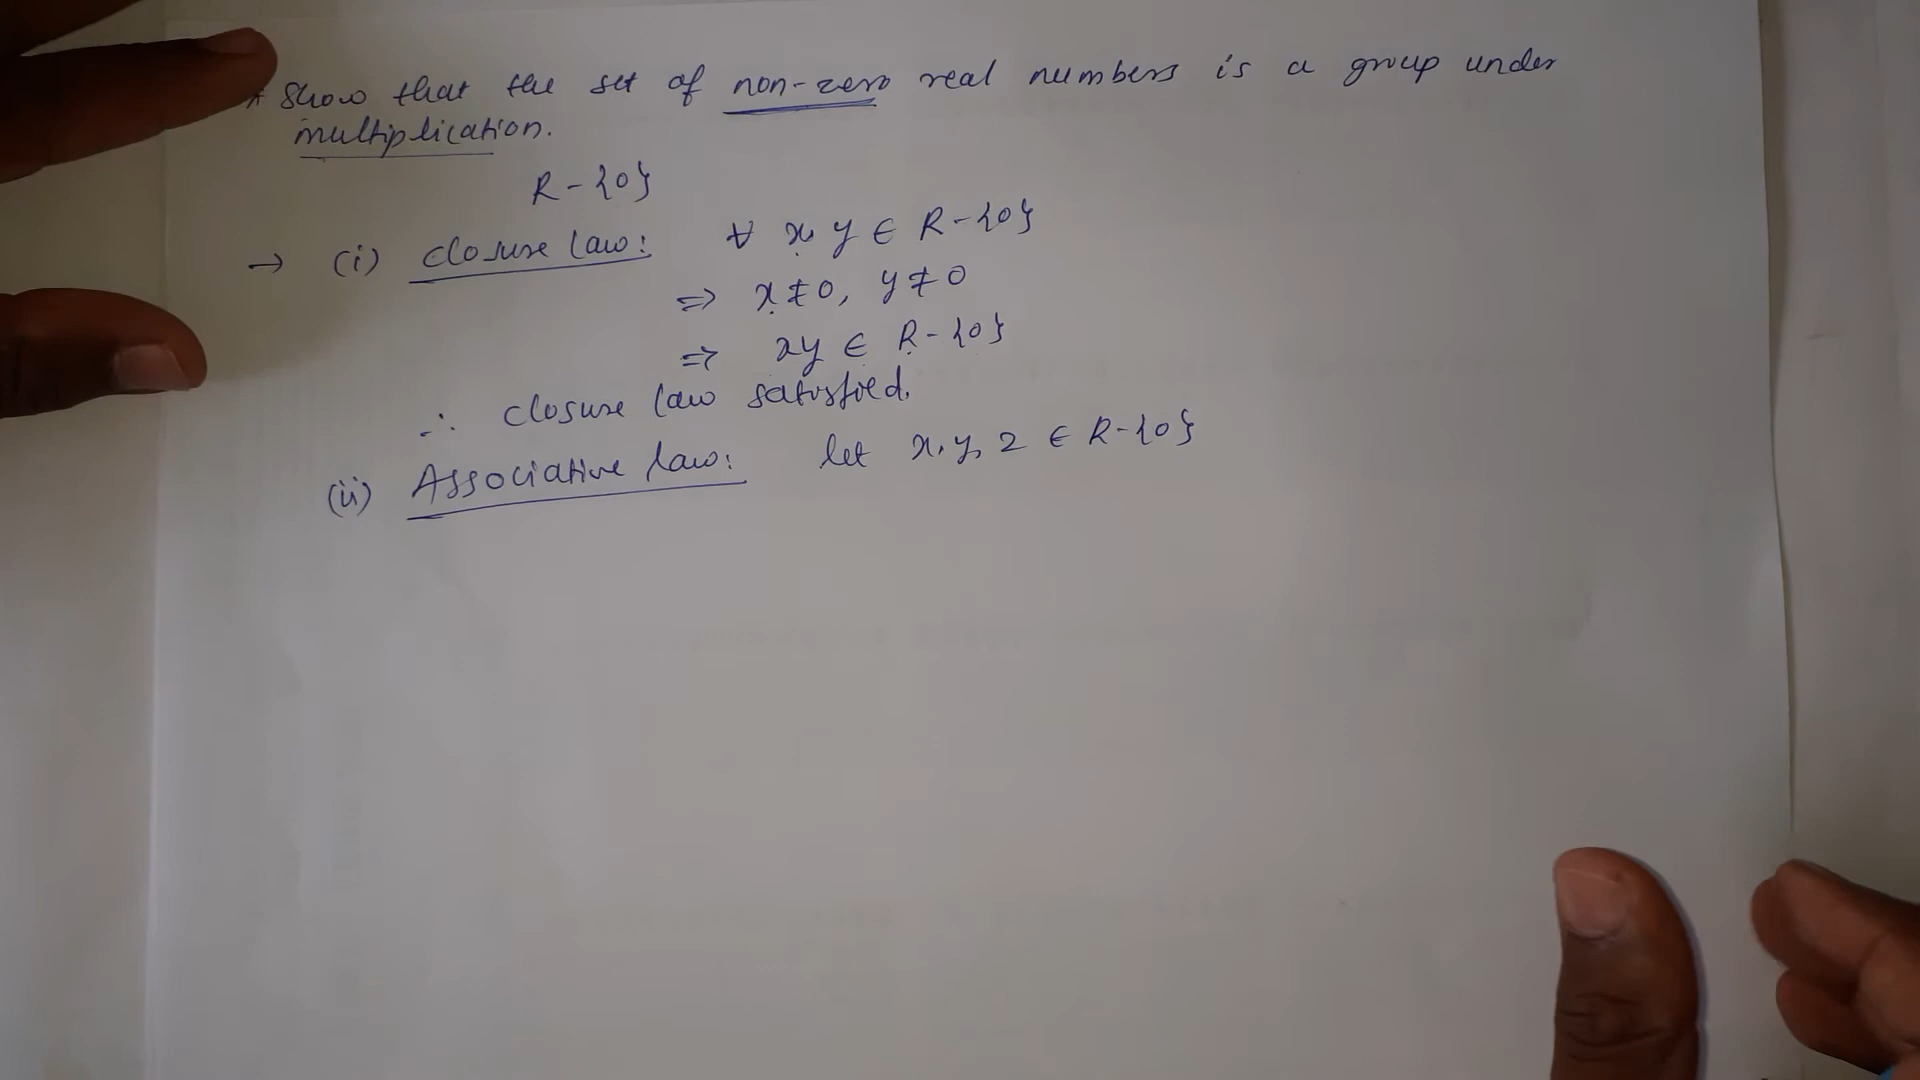 * Show that the set of non-zero real numbers is a group under
multiplication.
R-{0}
→ (i) closure law: ∀ x, y ∈ R-{0}
⇒ x≠0, y≠0
⇒ xy ∈ R-{0}
∴ closure law satisfied.
(ii) Associative law: let x, y, z ∈ R-{0}